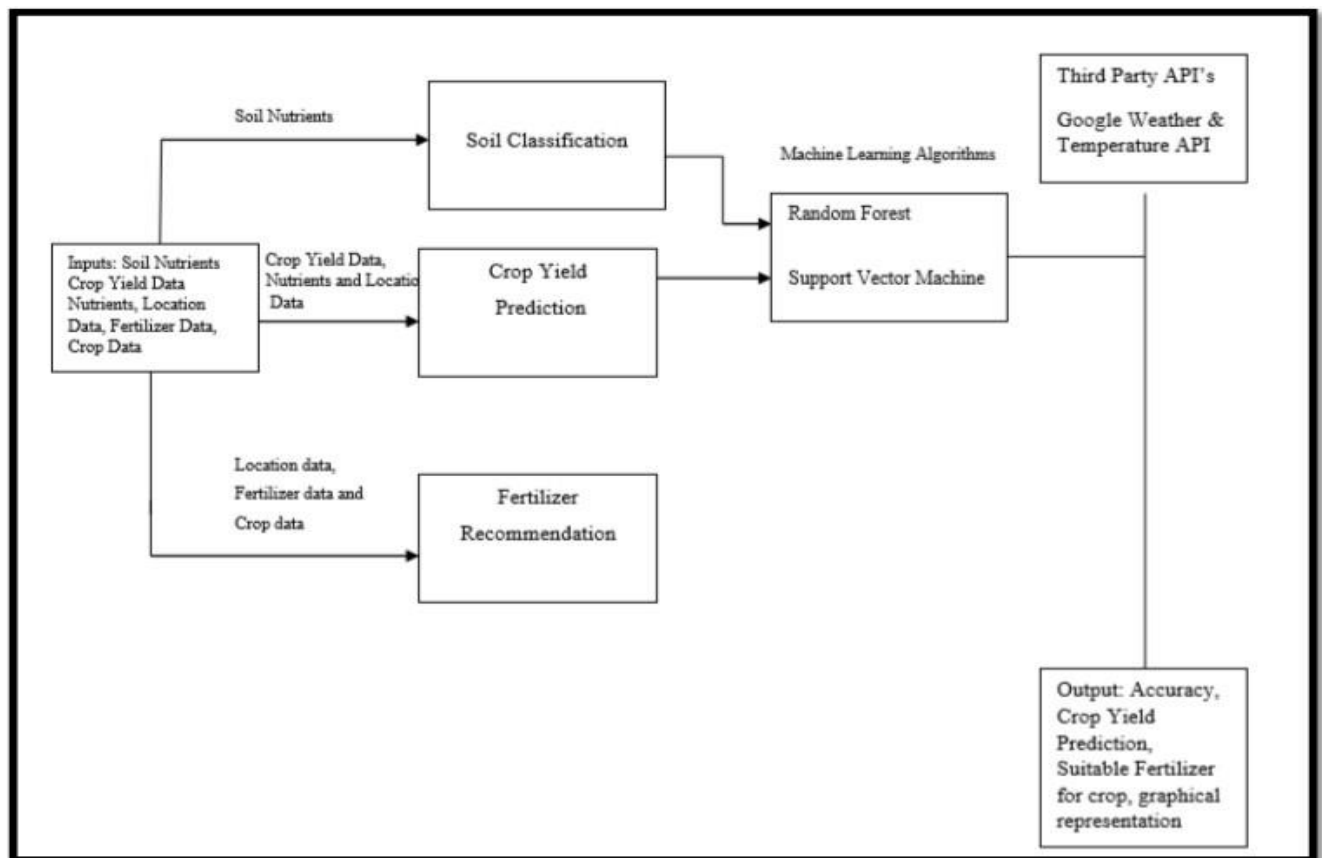 Soil Nutrients
Soil Classification
Third Party API's
Google Weather &
Temperature API
Machine Learning Algorithms
Random Forest
Support Vector Machine
Inputs: Soil Nutrients
Crop Yield Data
Nutrients, Location
Data, Fertilizer Data,
Crop Data
Crop Yield Data,
Nutrients and Locatio
Data
Crop Yield
Prediction
Location data,
Fertilizer data and
Crop data
Fertilizer
Recommendation
Output: Accuracy,
Crop Yield
Prediction,
Suitable Fertilizer
for crop, graphical
representation